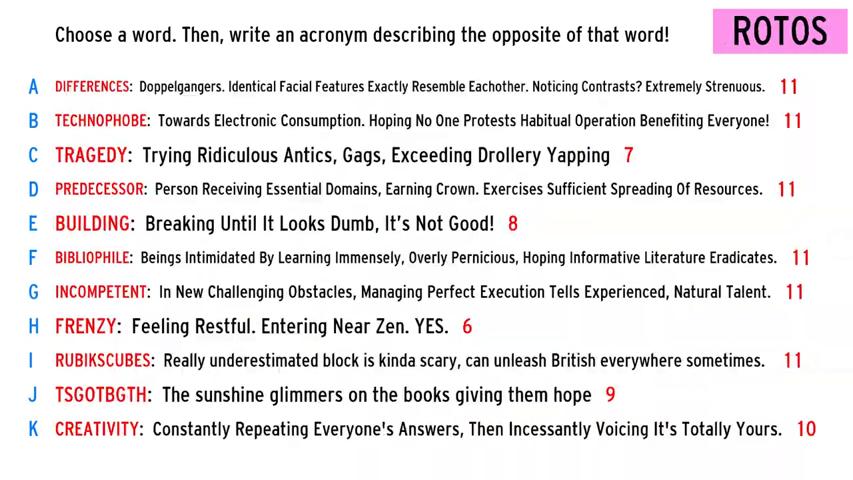 Choose a word. Then, write an acronym describing the opposite of that word!
ROTOS
A DIFFERENCES: Doppelgangers. Identical Facial Features Exactly Resemble Eachother. Noticing Contrasts? Extremely Strenuous. 11
B TECHNOPHOBE: Towards Electronic Consumption. Hoping No One Protests Habitual Operation Benefiting Everyone! 11
C TRAGEDY: Trying Ridiculous Antics, Gags, Exceeding Drollery Yapping 7
D PREDECESSOR: Person Receiving Essential Domains, Earning Crown. Exercises Sufficient Spreading Of Resources. 11
E BUILDING: Breaking Until It Looks Dumb, It's Not Good! 8
F BIBLIOPHILE: Beings Intimidated By Learning Immensely, Overly Pernicious, Hoping Informative Literature Eradicates. 11
G INCOMPETENT: In New Challenging Obstacles, Managing Perfect Execution Tells Experienced, Natural Talent. 11
H FRENZY: Feeling Restful. Entering Near Zen. YES. 6
I RUBIKSCUBES: Really underestimated block is kinda scary, can unleash British everywhere sometimes. 11
J TSGOTBGTH: The sunshine glimmers on the books giving them hope 9
K CREATIVITY: Constantly Repeating Everyone's Answers, Then Incessantly Voicing It's Totally Yours. 10